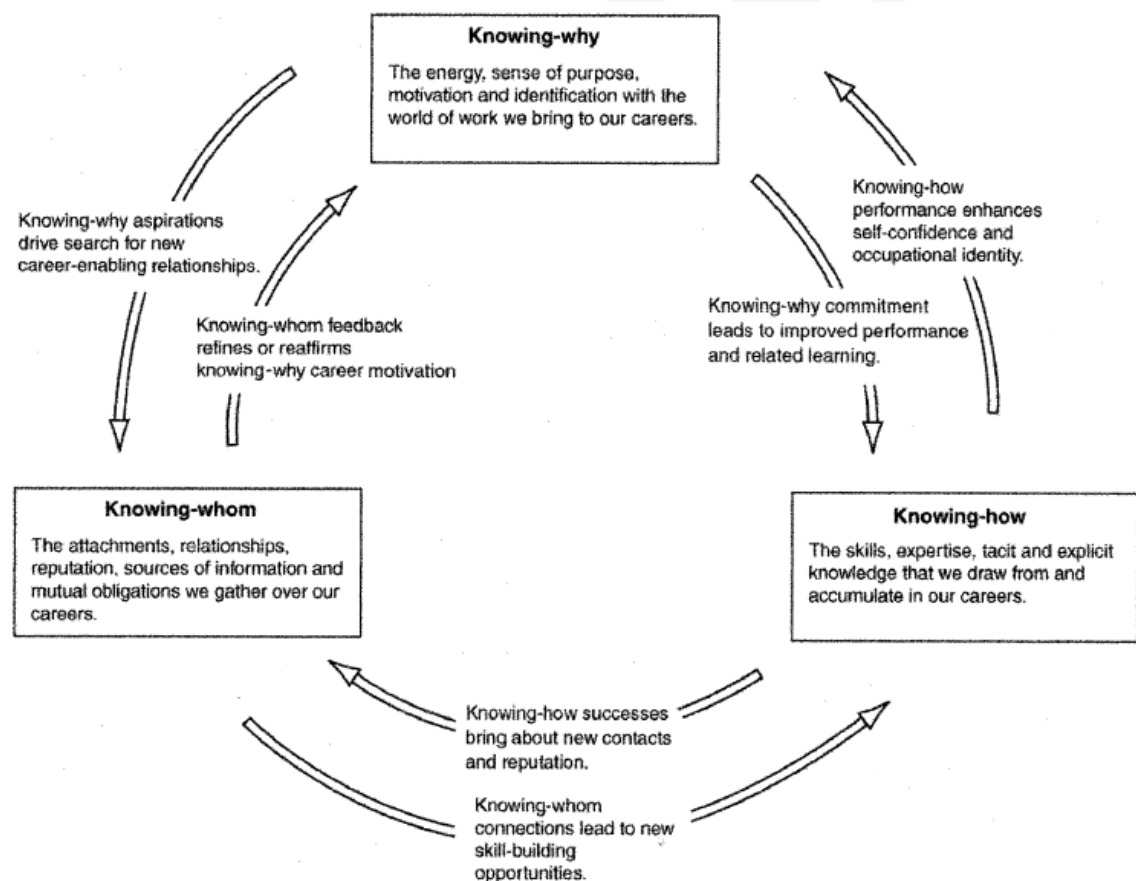 Knowing-why
The energy, sense of purpose,
motivation and identification with the
world of work we bring to our careers.
Knowing-why aspirations
drive search for new
career-enabling relationships.
Knowing-whom feedback
refines or reaffirms
knowing-why career motivation
Knowing-how
performance enhances
self-confidence and
occupational identity.
Knowing-why commitment
leads to improved performance
and related learning.
Knowing-whom
The attachments, relationships,
reputation, sources of information and
mutual obligations we gather over our
careers.
Knowing-how
The skills, expertise, tacit and explicit
knowledge that we draw from and
accumulate in our careers.
Knowing-how successes
bring about new contacts
and reputation.
Knowing-whom
connections lead to new
skill-building
opportunities.